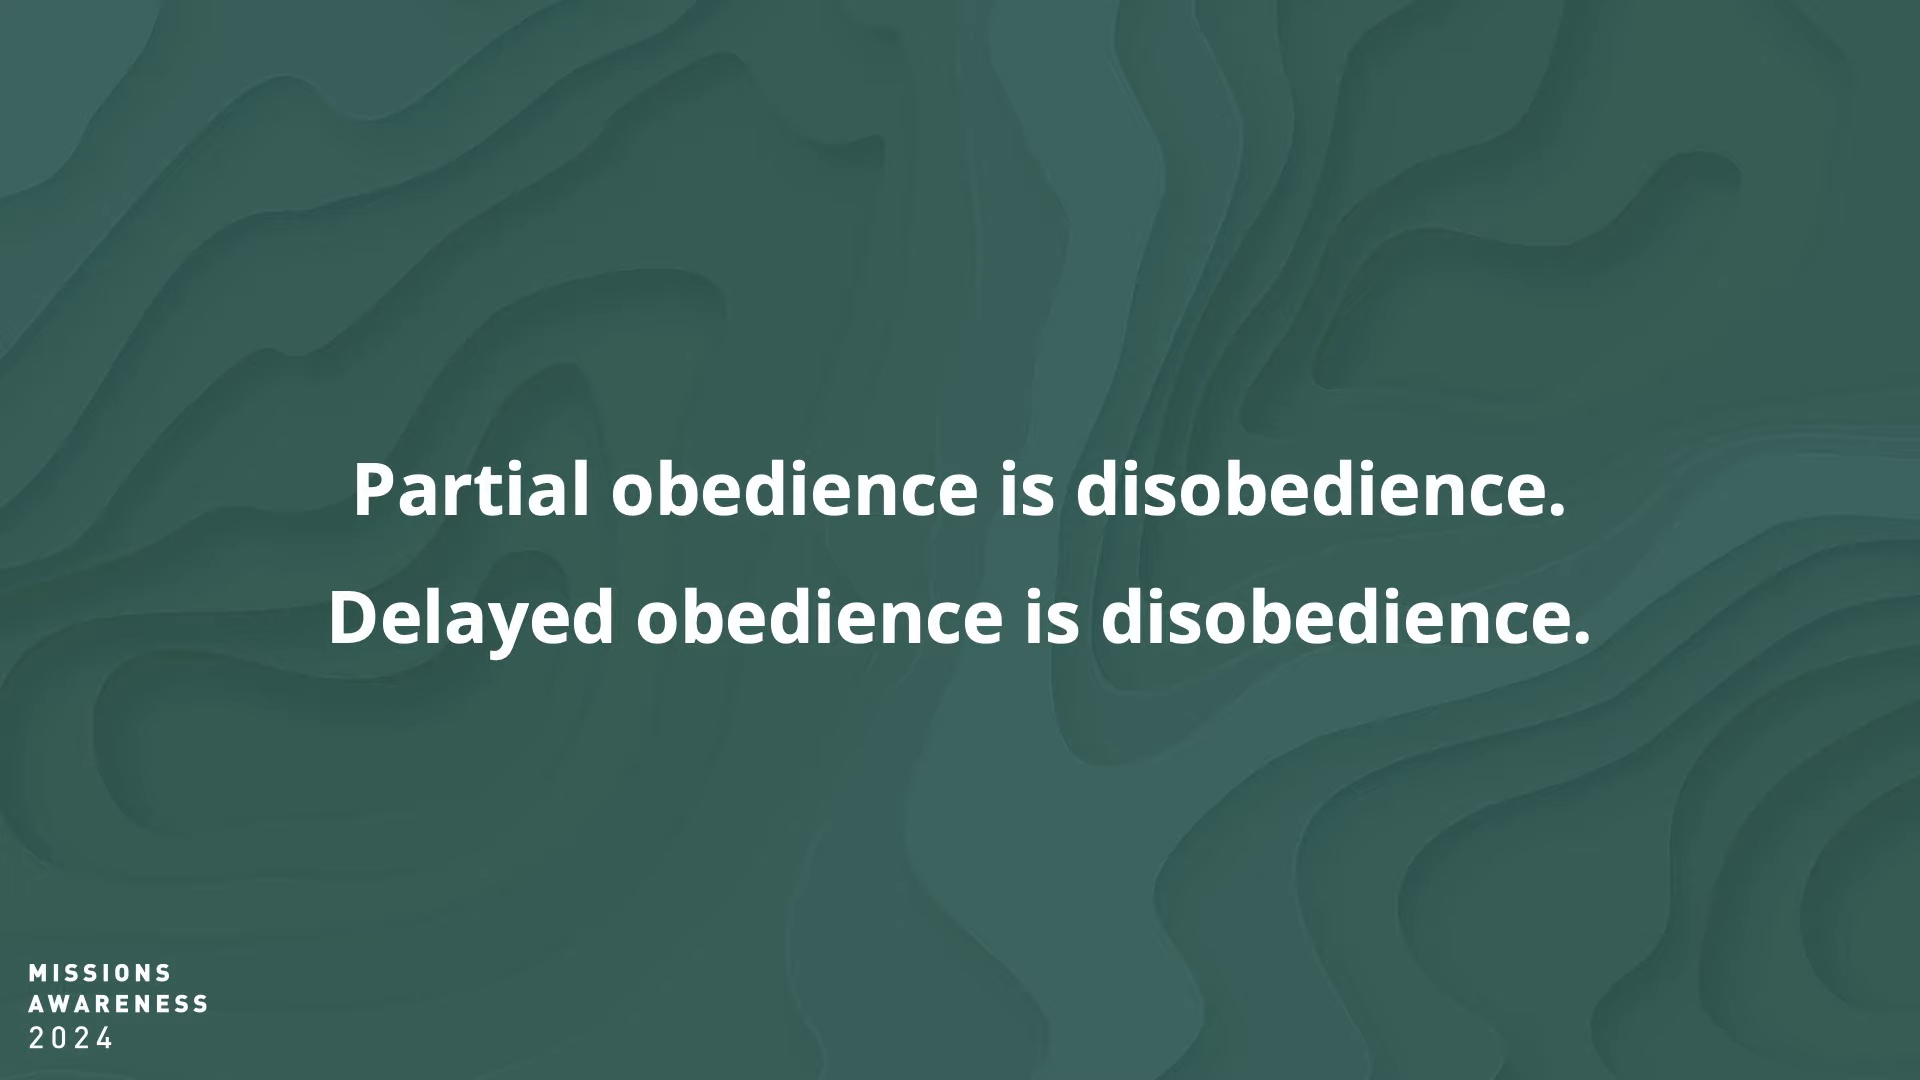 Partial obedience is disobedience.
Delayed obedience is disobedience.
MISSIONS
AWARENESS
2024